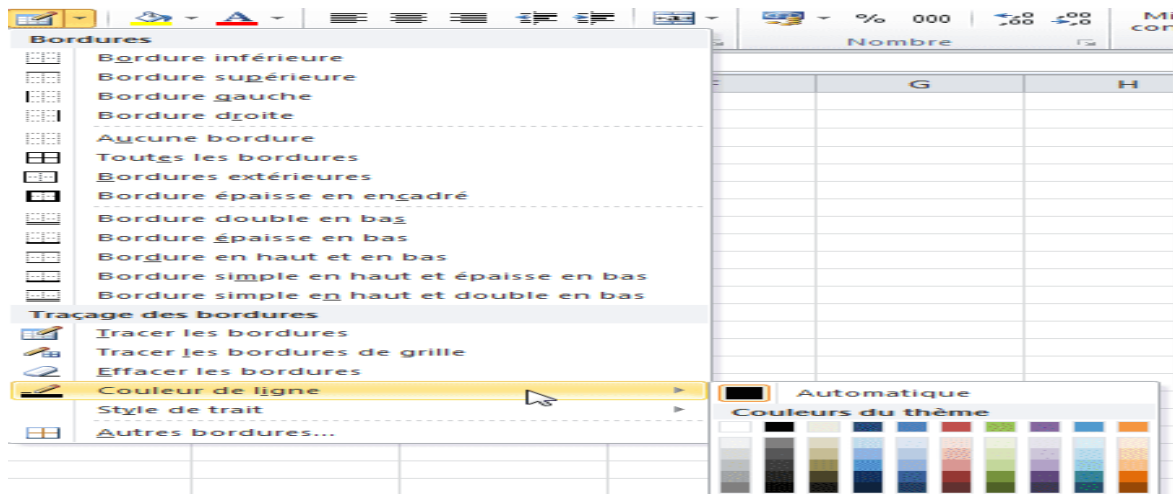 % 000
,00 ,00
Nombre
G H
Bordures
Bordure inférieure
Bordure supérieure
Bordure gauche
Bordure droite
Aucune bordure
Toutes les bordures
Bordures extérieures
Bordure épaisse en encadré
Bordure double en bas
Bordure épaisse en bas
Bordure en haut et en bas
Bordure simple en haut et épaisse en bas
Bordure simple en haut et double en bas
Traçage des bordures
Tracer les bordures
Tracer les bordures de grille
Effacer les bordures
Couleur de ligne
Style de trait
Autres bordures...
Automatique
Couleurs du thème